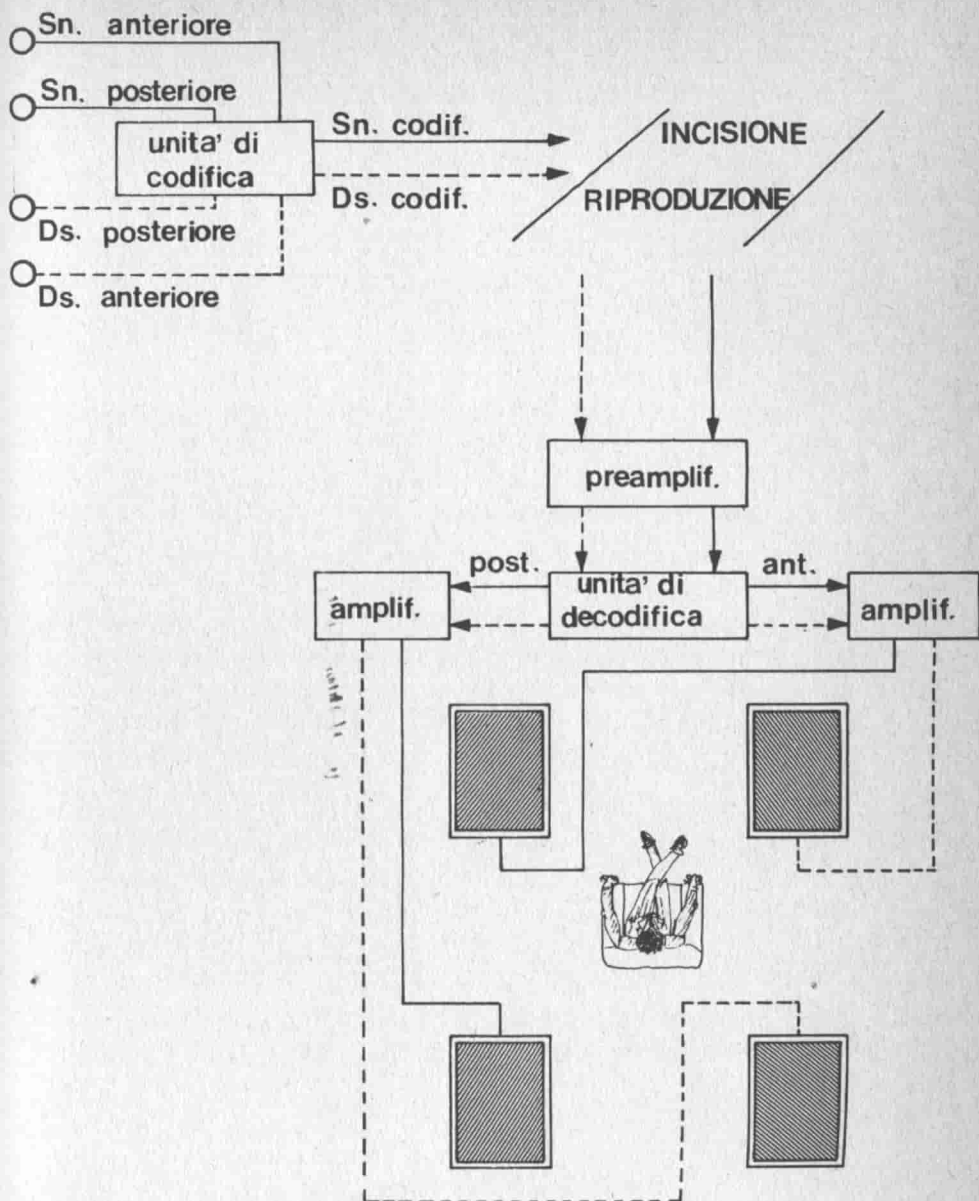 Sn. anteriore
Sn. posteriore
unita' di
codifica
Sn. codif.
Ds. codif.
INCISIONE
RIPRODUZIONE
Ds. posteriore
Ds. anteriore
preamplif.
post.
unita' di
decodifica
ant.
amplif.
amplif.